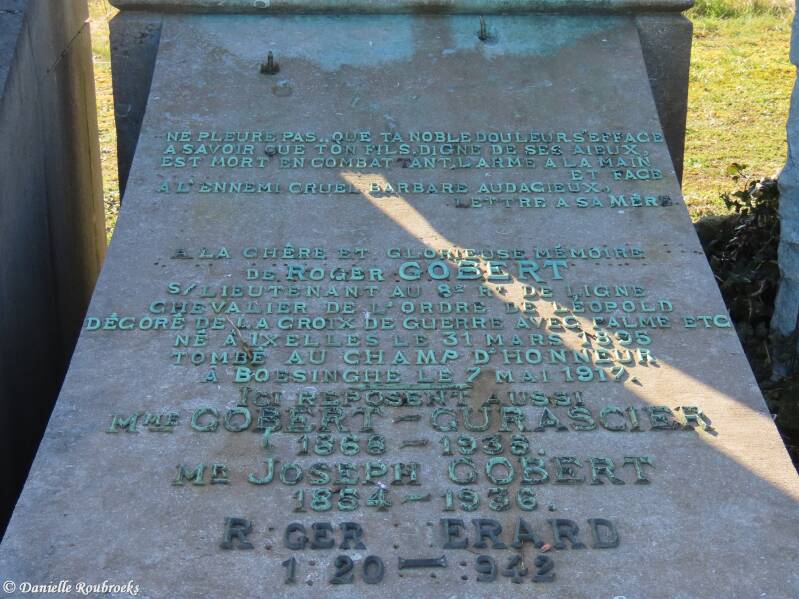 NE PLEURE PAS, QUE TA NOBLE DOULEUR S'EFFACE
A SAVOIR QUE TON FILS, DIGNE DE SES AIEUX
EST MORT EN COMBATTANT, L'ARME A LA MAIN
ET FACE
A L'ENNEMI CRUEL BARBARE AUDACIEUX,
LETTRE A SA MÈRE
A LA CHÈRE ET GLORIEUSE MÉMOIRE
DE ROGER GOBERT
St LIEUTENANT AU 8e Rt DE LIGNE
CHEVALIER DE L'ORDRE DE LÉOPOLD
DÉCORÉ DE LA CROIX DE GUERRE AVEC PALME ETC
NÉ A IXELLES LE 31 MARS 1895
TOMBÉ AU CHAMP D'HONNEUR
A BOESINGHE LE 7 MAI 1917.
ICI REPOSENT AUSSI
MME GOBERT-CURASCIER
1868-1938.
MR JOSEPH GOBERT
1854-1936.
R GER ERARD
1 20 - 942
© Danielle Roubroeks